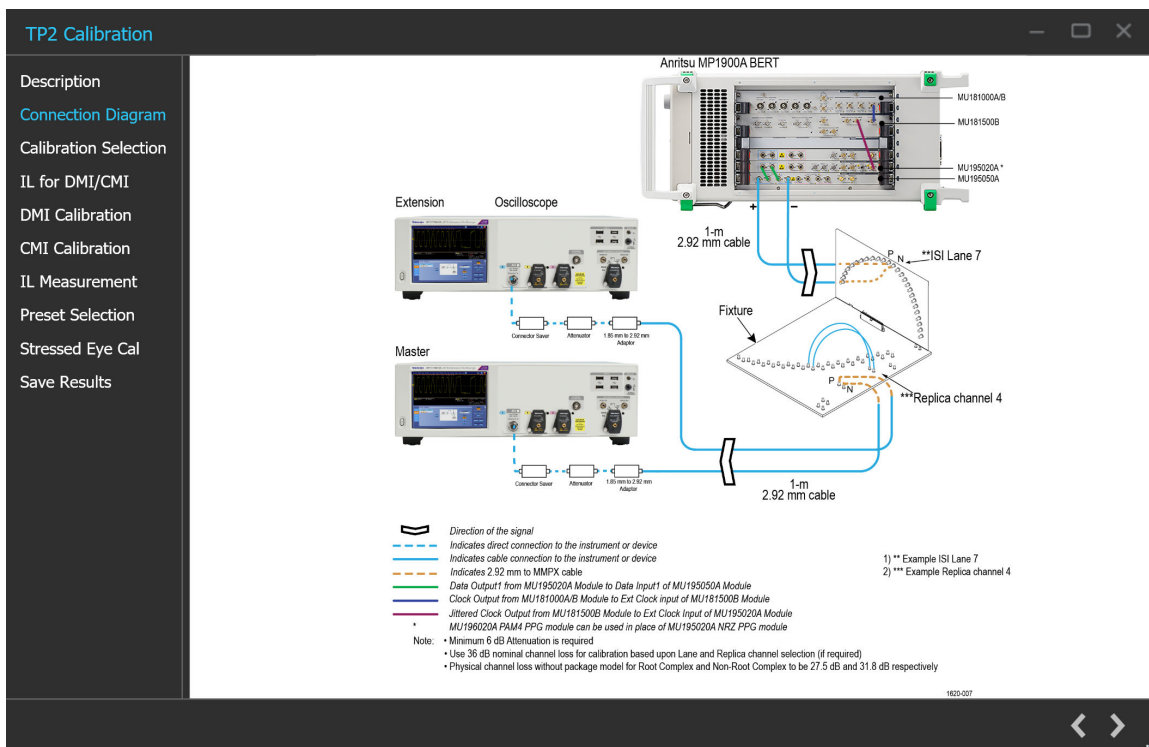 TP2 Calibration
Description
Connection Diagram
Calibration Selection
IL for DMI/CMI
DMI Calibration
CMI Calibration
IL Measurement
Preset Selection
Stressed Eye Cal
Save Results
Anritsu MP1900A BERT
MU181000A/B
MU181500B
MU195020A *
MU195050A
+
−
1-m
2.92 mm cable
P
N
**ISI Lane 7
Extension
Oscilloscope
Connector Saver
Attenuator
1.85 mm to 2.92 mm
Adaptor
Fixture
Master
P
N
***Replica channel 4
Connector Saver
Attenuator
1.85 mm to 2.92 mm
Adaptor
1-m
2.92 mm cable
Direction of the signal
Indicates direct connection to the instrument or device
Indicates cable connection to the instrument or device
Indicates 2.92 mm to MMPX cable
Data Output1 from MU195020A Module to Data Input1 of MU195050A Module
Clock Output from MU181000A/B Module to Ext Clock input of MU181500B Module
Jittered Clock Output from MU181500B Module to Ext Clock Input of MU195020A Module
* MU196020A PAM4 PPG module can be used in place of MU195020A NRZ PPG module
Note: • Minimum 6 dB Attenuation is required
• Use 36 dB nominal channel loss for calibration based upon Lane and Replica channel selection (if required)
• Physical channel loss without package model for Root Complex and Non-Root Complex to be 27.5 dB and 31.8 dB respectively
1) ** Example ISI Lane 7
2) *** Example Replica channel 4
1620-007